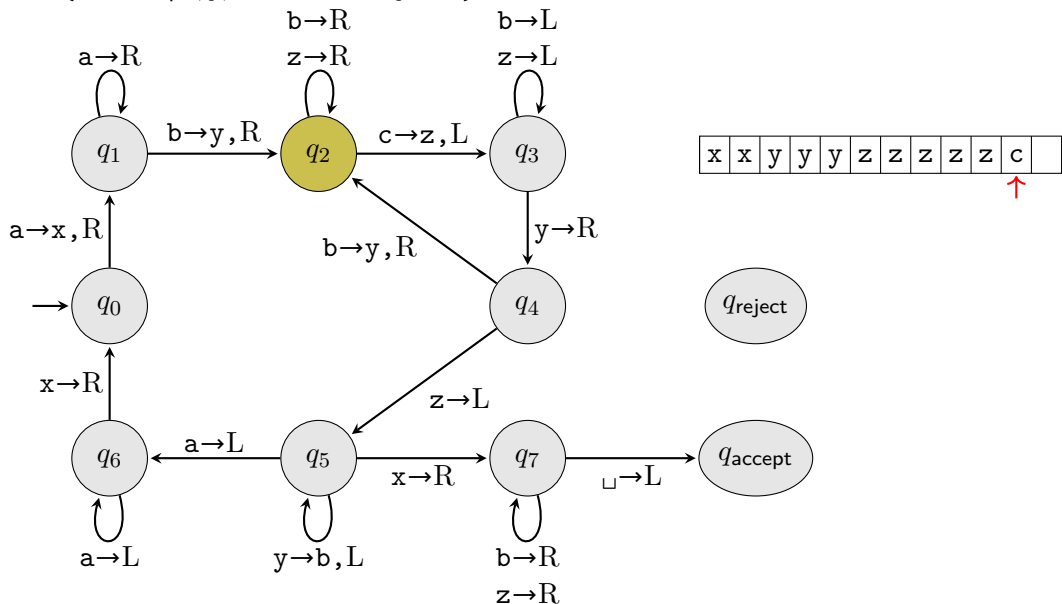 b→R
z→R
b→L
z→L
a→R
q1
b→y,R
q2
c→z,L
q3
x x y y y z z z z z c
↑
a→x,R
b→y,R
y→R
q0
q4
qreject
x→R
z→L
q6
a→L
q5
x→R
q7
␣→L
qaccept
a→L
y→b,L
b→R
z→R